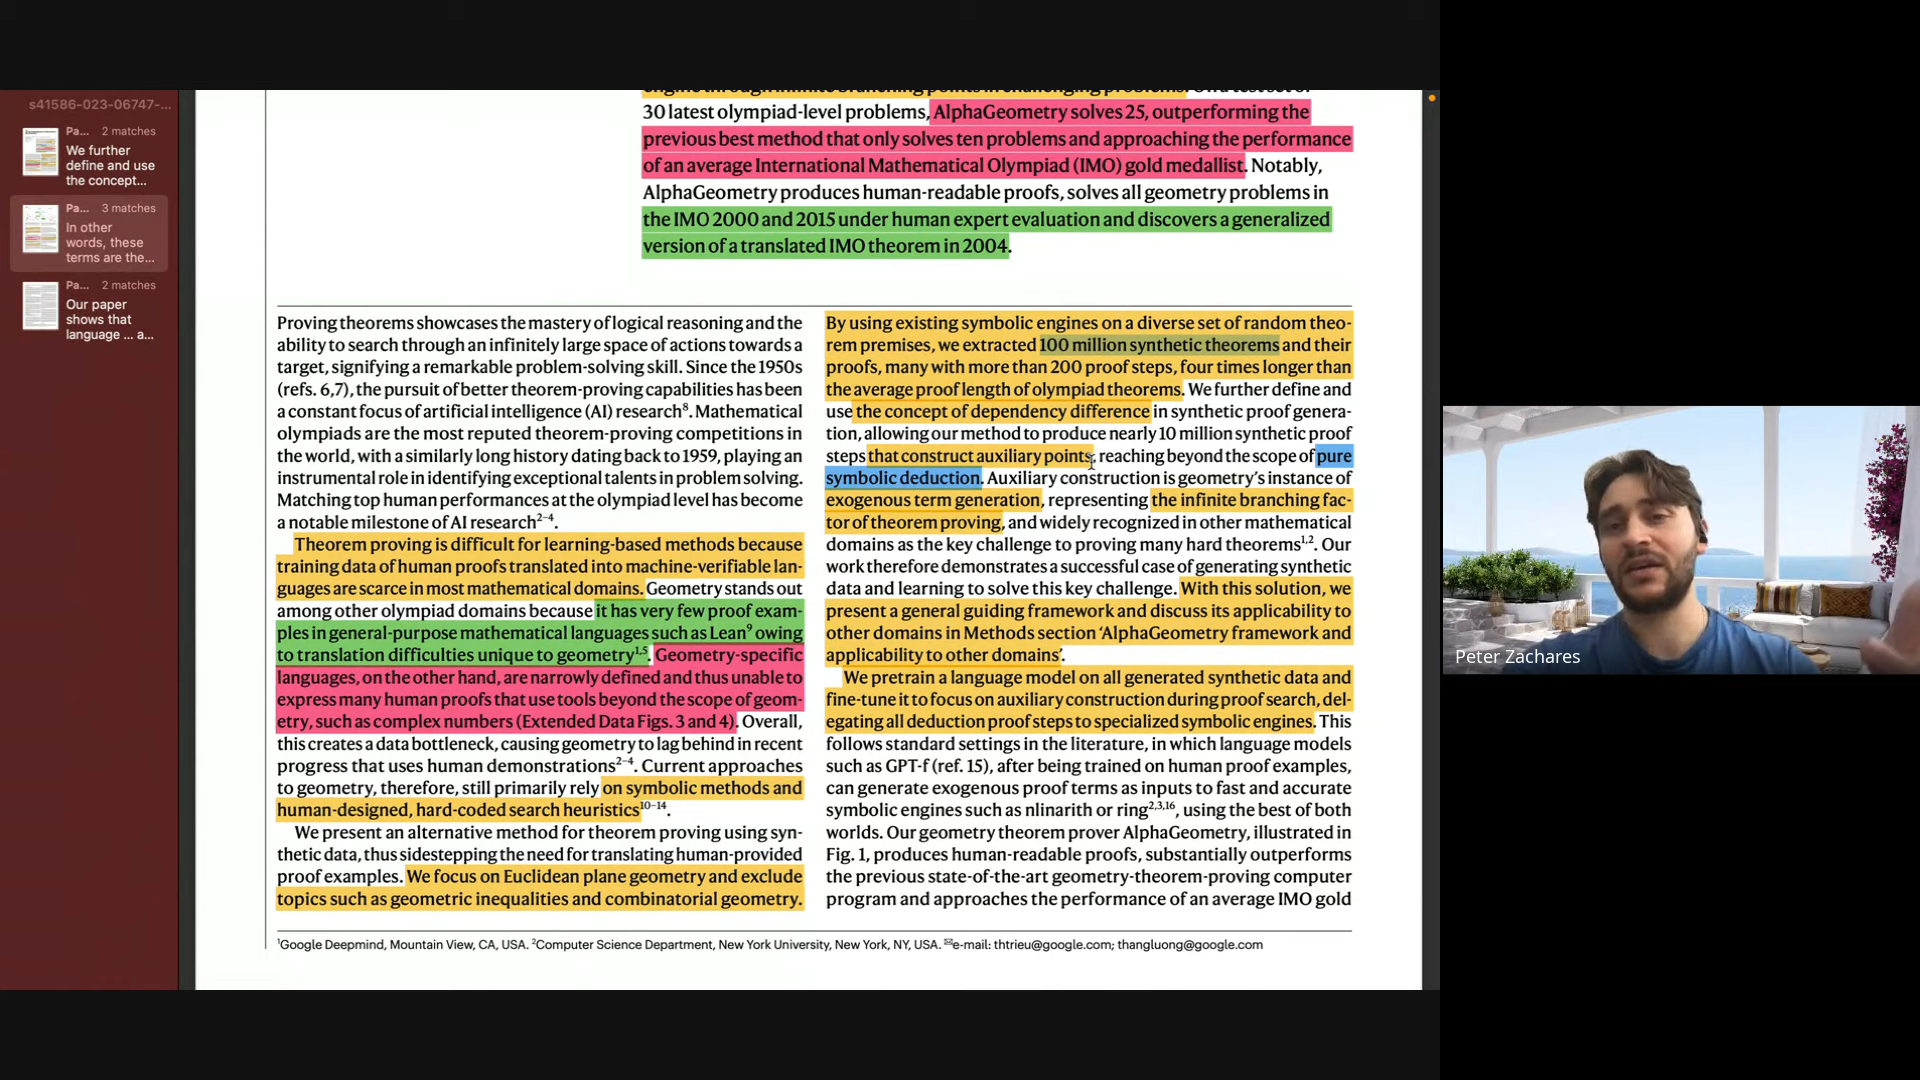 s41586-023-06747-...
Pa... 2 matches
We further
define and use
the concept...
Pa... 3 matches
In other
words, these
terms are the...
Pa... 2 matches
Our paper
shows that
language ... a...
engine through infinite branching points in challenging problems. On a test set of
30 latest olympiad-level problems, AlphaGeometry solves 25, outperforming the
previous best method that only solves ten problems and approaching the performance
of an average International Mathematical Olympiad (IMO) gold medallist. Notably,
AlphaGeometry produces human-readable proofs, solves all geometry problems in
the IMO 2000 and 2015 under human expert evaluation and discovers a generalized
version of a translated IMO theorem in 2004.
Proving theorems showcases the mastery of logical reasoning and the
ability to search through an infinitely large space of actions towards a
target, signifying a remarkable problem-solving skill. Since the 1950s
(refs. 6,7), the pursuit of better theorem-proving capabilities has been
a constant focus of artificial intelligence (AI) research⁸. Mathematical
olympiads are the most reputed theorem-proving competitions in
the world, with a similarly long history dating back to 1959, playing an
instrumental role in identifying exceptional talents in problem solving.
Matching top human performances at the olympiad level has become
a notable milestone of AI research²⁻⁴.
Theorem proving is difficult for learning-based methods because
training data of human proofs translated into machine-verifiable lan-
guages are scarce in most mathematical domains. Geometry stands out
among other olympiad domains because it has very few proof exam-
ples in general-purpose mathematical languages such as Lean⁹ owing
to translation difficulties unique to geometry¹,⁵. Geometry-specific
languages, on the other hand, are narrowly defined and thus unable to
express many human proofs that use tools beyond the scope of geom-
etry, such as complex numbers (Extended Data Figs. 3 and 4). Overall,
this creates a data bottleneck, causing geometry to lag behind in recent
progress that uses human demonstrations²⁻⁴. Current approaches
to geometry, therefore, still primarily rely on symbolic methods and
human-designed, hard-coded search heuristics¹⁰⁻¹⁴.
We present an alternative method for theorem proving using syn-
thetic data, thus sidestepping the need for translating human-provided
proof examples. We focus on Euclidean plane geometry and exclude
topics such as geometric inequalities and combinatorial geometry.
By using existing symbolic engines on a diverse set of random theo-
rem premises, we extracted 100 million synthetic theorems and their
proofs, many with more than 200 proof steps, four times longer than
the average proof length of olympiad theorems. We further define and
use the concept of dependency difference in synthetic proof genera-
tion, allowing our method to produce nearly 10 million synthetic proof
steps that construct auxiliary points, reaching beyond the scope of pure
symbolic deduction. Auxiliary construction is geometry's instance of
exogenous term generation, representing the infinite branching fac-
tor of theorem proving, and widely recognized in other mathematical
domains as the key challenge to proving many hard theorems¹,². Our
work therefore demonstrates a successful case of generating synthetic
data and learning to solve this key challenge. With this solution, we
present a general guiding framework and discuss its applicability to
other domains in Methods section 'AlphaGeometry framework and
applicability to other domains'.
We pretrain a language model on all generated synthetic data and
fine-tune it to focus on auxiliary construction during proof search, del-
egating all deduction proof steps to specialized symbolic engines. This
follows standard settings in the literature, in which language models
such as GPT-f (ref. 15), after being trained on human proof examples,
can generate exogenous proof terms as inputs to fast and accurate
symbolic engines such as nlinarith or ring²,³,¹⁶, using the best of both
worlds. Our geometry theorem prover AlphaGeometry, illustrated in
Fig. 1, produces human-readable proofs, substantially outperforms
the previous state-of-the-art geometry-theorem-proving computer
program and approaches the performance of an average IMO gold
¹Google Deepmind, Mountain View, CA, USA. ²Computer Science Department, New York University, New York, NY, USA. ✉e-mail: thtrieu@google.com; thangluong@google.com
Peter Zachares